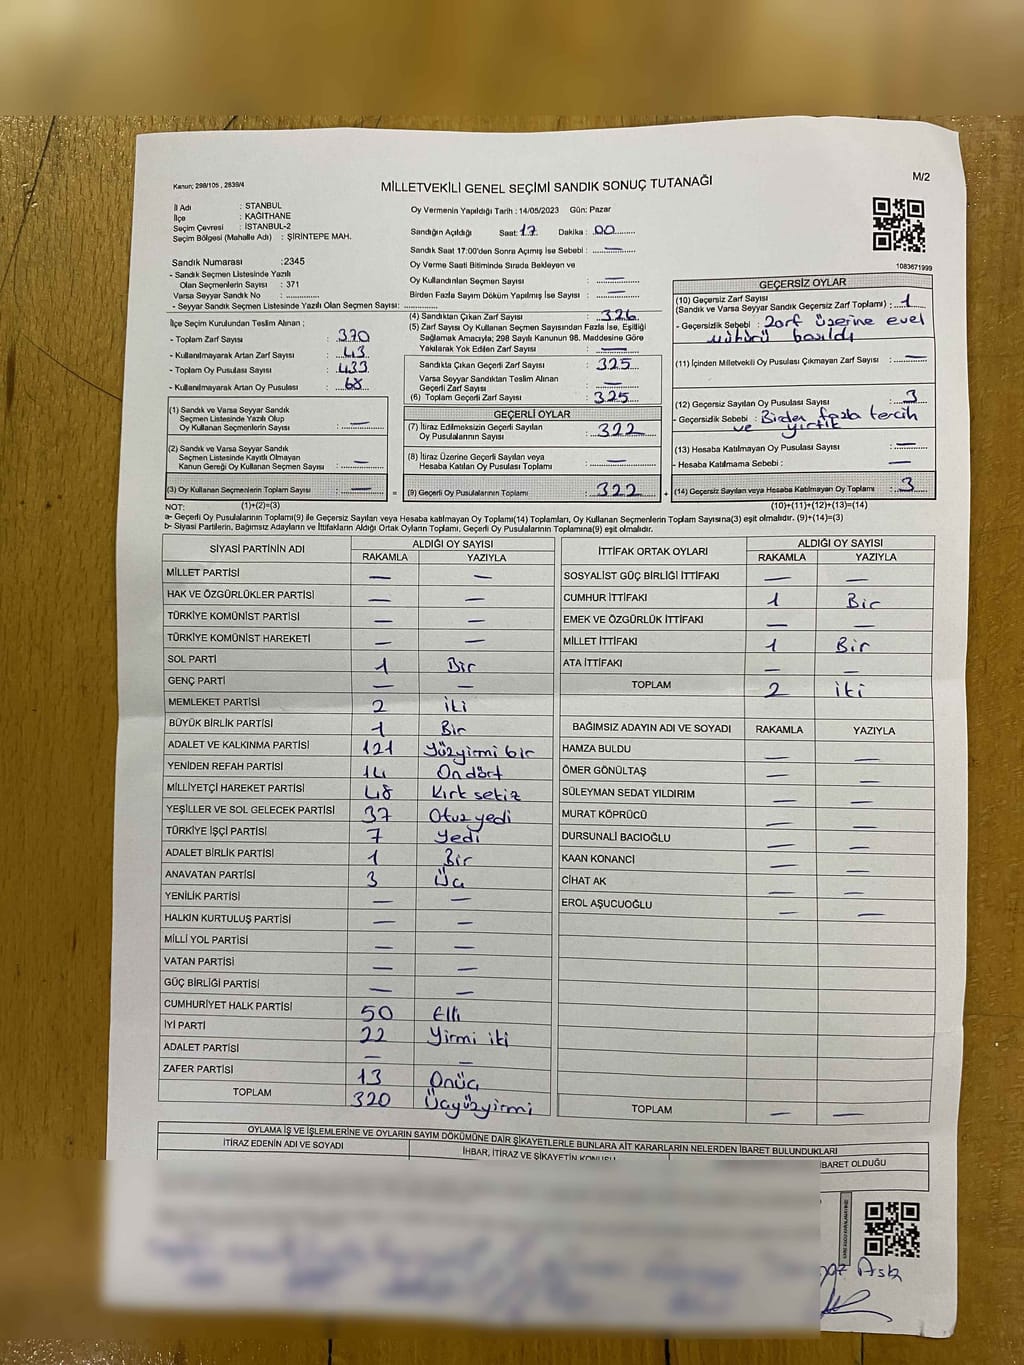 Kanun; 298/105 , 2839/4
MİLLETVEKİLİ GENEL SEÇİMİ SANDIK SONUÇ TUTANAĞI
M/2
İl Adı : STANBUL
İlçe : KAĞITHANE
Seçim Çevresi : İSTANBUL-2
Seçim Bölgesi (Mahalle Adı) : ŞİRİNTEPE MAH.
Sandık Numarası :2345
- Sandık Seçmen Listesinde Yazılı
Olan Seçmenlerin Sayısı : 371
Varsa Seyyar Sandık No : ..............
- Seyyar Sandık Seçmen Listesinde Yazılı Olan Seçmen Sayısı: ..............
İlçe Seçim Kurulundan Teslim Alınan ;
- Toplam Zarf Sayısı : 370
- Kullanılmayarak Artan Zarf Sayısı : 43
- Toplam Oy Pusulası Sayısı : 433
- Kullanılmayarak Artan Oy Pusulası : 68
(1) Sandık ve Varsa Seyyar Sandık
Seçmen Listesinde Yazılı Olup
Oy Kullanan Seçmenlerin Sayısı : —
(2) Sandık ve Varsa Seyyar Sandık
Seçmen Listesinde Kayıtlı Olmayan
Kanun Gereği Oy Kullanan Seçmen Sayısı : —
(3) Oy Kullanan Seçmenlerin Toplam Sayısı : —
Oy Vermenin Yapıldığı Tarih : 14/05/2023 Gün: Pazar
Sandığın Açıldığı Saat: 17 Dakika : 00
Sandık Saat 17:00'den Sonra Açılmış İse Sebebi : —
Oy Verme Saati Bitiminde Sırada Bekleyen ve
Oy Kullandırılan Seçmen Sayısı : —
Birden Fazla Sayım Döküm Yapılmış İse Sayısı : —
(4) Sandıktan Çıkan Zarf Sayısı : 326
(5) Zarf Sayısı Oy Kullanan Seçmen Sayısından Fazla İse, Eşitliği
Sağlamak Amacıyla; 298 Sayılı Kanunun 98. Maddesine Göre
Yakılarak Yok Edilen Zarf Sayısı : —
Sandıkta Çıkan Geçerli Zarf Sayısı : 325
Varsa Seyyar Sandıktan Teslim Alınan
Geçerli Zarf Sayısı : —
(6) Toplam Geçerli Zarf Sayısı : 325
GEÇERLİ OYLAR
(7) İtiraz Edilmeksizin Geçerli Sayılan
Oy Pusulalarının Sayısı : 322
(8) İtiraz Üzerine Geçerli Sayılan veya
Hesaba Katılan Oy Pusulası Toplamı : —
= (9) Geçerli Oy Pusulalarının Toplamı : 322
1083671999
GEÇERSİZ OYLAR
(10) Geçersiz Zarf Sayısı
(Sandık ve Varsa Seyyar Sandık Geçersiz Zarf Toplamı) : 1
- Geçersizlik Sebebi : Zarf üzerine evet
mührü basıldı
(11) İçinden Milletvekili Oy Pusulası Çıkmayan Zarf Sayısı : —
(12) Geçersiz Sayılan Oy Pusulası Sayısı : 3
- Geçersizlik Sebebi : Birden fazla tercih
ve yırtık
(13) Hesaba Katılmayan Oy Pusulası Sayısı : —
- Hesaba Katılmama Sebebi : —
+ (14) Geçersiz Sayılan veya Hesaba Katılmayan Oy Toplamı : 3
NOT: (1)+(2)=(3) (10)+(11)+(12)+(13)=(14)
a- Geçerli Oy Pusulalarının Toplamı(9) ile Geçersiz Sayılan veya Hesaba katılmayan Oy Toplamı(14) Toplamları, Oy Kullanan Seçmenlerin Toplam Sayısına(3) eşit olmalıdır. (9)+(14)=(3)
b- Siyasi Partilerin, Bağımsız Adayların ve İttifakların Aldığı Ortak Oyların Toplamı, Geçerli Oy Pusulalarının Toplamına(9) eşit olmalıdır.
SİYASİ PARTİNİN ADI ALDIĞI OY SAYISI
RAKAMLA YAZIYLA
MİLLET PARTİSİ — —
HAK VE ÖZGÜRLÜKLER PARTİSİ — —
TÜRKİYE KOMÜNİST PARTİSİ — —
TÜRKİYE KOMÜNİST HAREKETİ — —
SOL PARTİ 1 Bir
GENÇ PARTİ — —
MEMLEKET PARTİSİ 2 iki
BÜYÜK BİRLİK PARTİSİ 1 Bir
ADALET VE KALKINMA PARTİSİ 121 Yüzyirmi bir
YENİDEN REFAH PARTİSİ 14 Ondört
MİLLİYETÇİ HAREKET PARTİSİ 48 Kırk sekiz
YEŞİLLER VE SOL GELECEK PARTİSİ 37 Otuz yedi
TÜRKİYE İŞÇİ PARTİSİ 7 Yedi
ADALET BİRLİK PARTİSİ 1 Bir
ANAVATAN PARTİSİ 3 Üç
YENİLİK PARTİSİ — —
HALKIN KURTULUŞ PARTİSİ — —
MİLLİ YOL PARTİSİ — —
VATAN PARTİSİ — —
GÜÇ BİRLİĞİ PARTİSİ — —
CUMHURİYET HALK PARTİSİ 50 Elli
İYİ PARTİ 22 Yirmi iki
ADALET PARTİSİ — —
ZAFER PARTİSİ 13 Onüç
TOPLAM 320 Üçyüzyirmi
İTTİFAK ORTAK OYLARI ALDIĞI OY SAYISI
RAKAMLA YAZIYLA
SOSYALİST GÜÇ BİRLİĞİ İTTİFAKI — —
CUMHUR İTTİFAKI 1 Bir
EMEK VE ÖZGÜRLÜK İTTİFAKI — —
MİLLET İTTİFAKI 1 Bir
ATA İTTİFAKI — —
TOPLAM 2 iki
BAĞIMSIZ ADAYIN ADI VE SOYADI RAKAMLA YAZIYLA
HAMZA BULDU — —
ÖMER GÖNÜLTAŞ — —
SÜLEYMAN SEDAT YILDIRIM — —
MURAT KÖPRÜCÜ — —
DURSUNALİ BACIOĞLU — —
KAAN KONANCİ — —
CİHAT AK — —
EROL AŞUCUOĞLU — —
TOPLAM — —
OYLAMA İŞ VE İŞLEMLERİNE VE OYLARIN SAYIM DÖKÜMÜNE DAİR ŞİKAYETLERLE BUNLARA AİT KARARLARIN NELERDEN İBARET BULUNDUKLARI
İTİRAZ EDENİN ADI VE SOYADI İHBAR, İTİRAZ VE ŞİKAYETİN KONUSU İBARET OLDUĞU